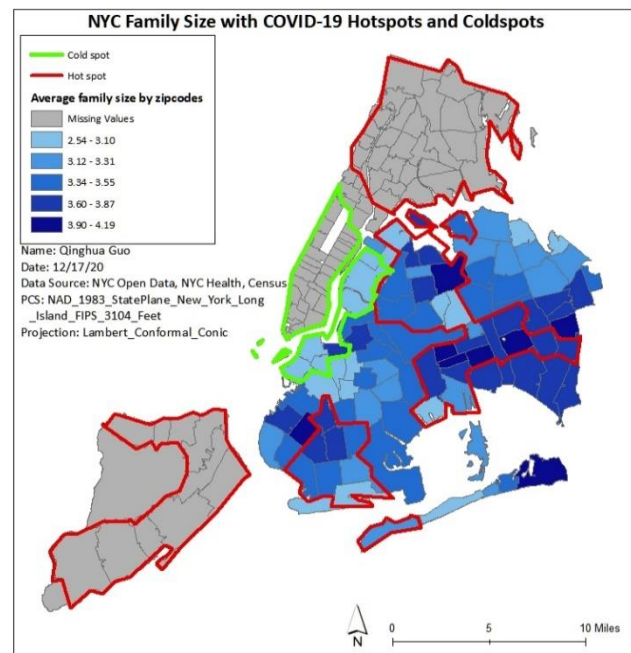 NYC Family Size with COVID-19 Hotspots and Coldspots
Cold spot
Hot spot
Average family size by zipcodes
Missing Values
2.54 - 3.10
3.12 - 3.31
3.34 - 3.55
3.60 - 3.87
3.90 - 4.19
Name: Qinghua Guo
Date: 12/17/20
Data Source: NYC Open Data, NYC Health, Census
PCS: NAD_1983_StatePlane_New_York_Long
_Island_FIPS_3104_Feet
Projection: Lambert_Conformal_Conic
N
0 5 10 Miles